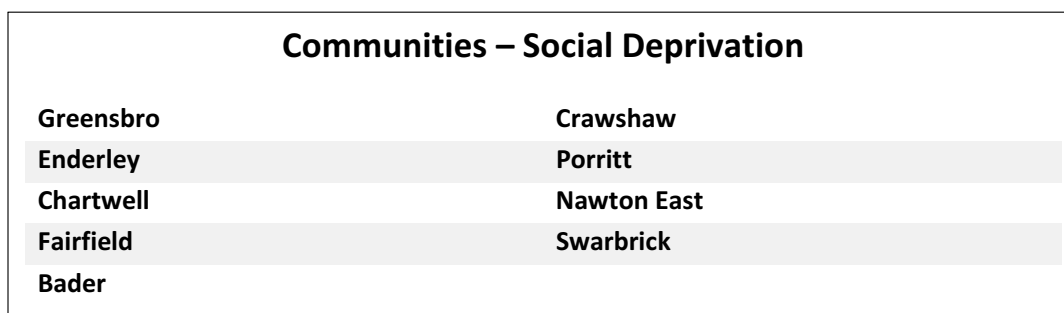 Communities – Social Deprivation
Greensbro Crawshaw
Enderley Porritt
Chartwell Nawton East
Fairfield Swarbrick
Bader